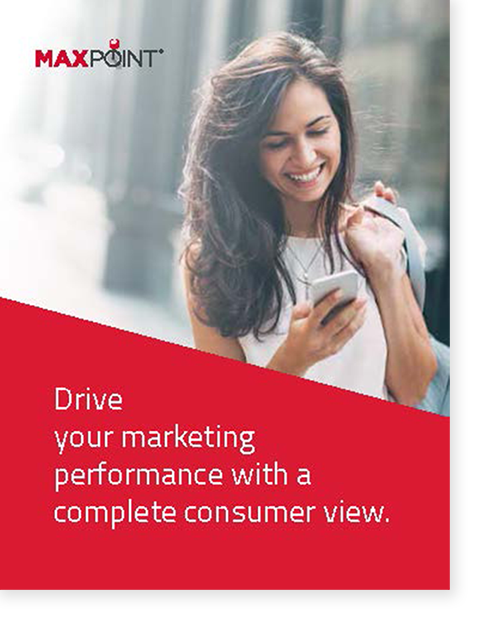 MAXPOINT
Drive
your marketing
performance with a
complete consumer view.